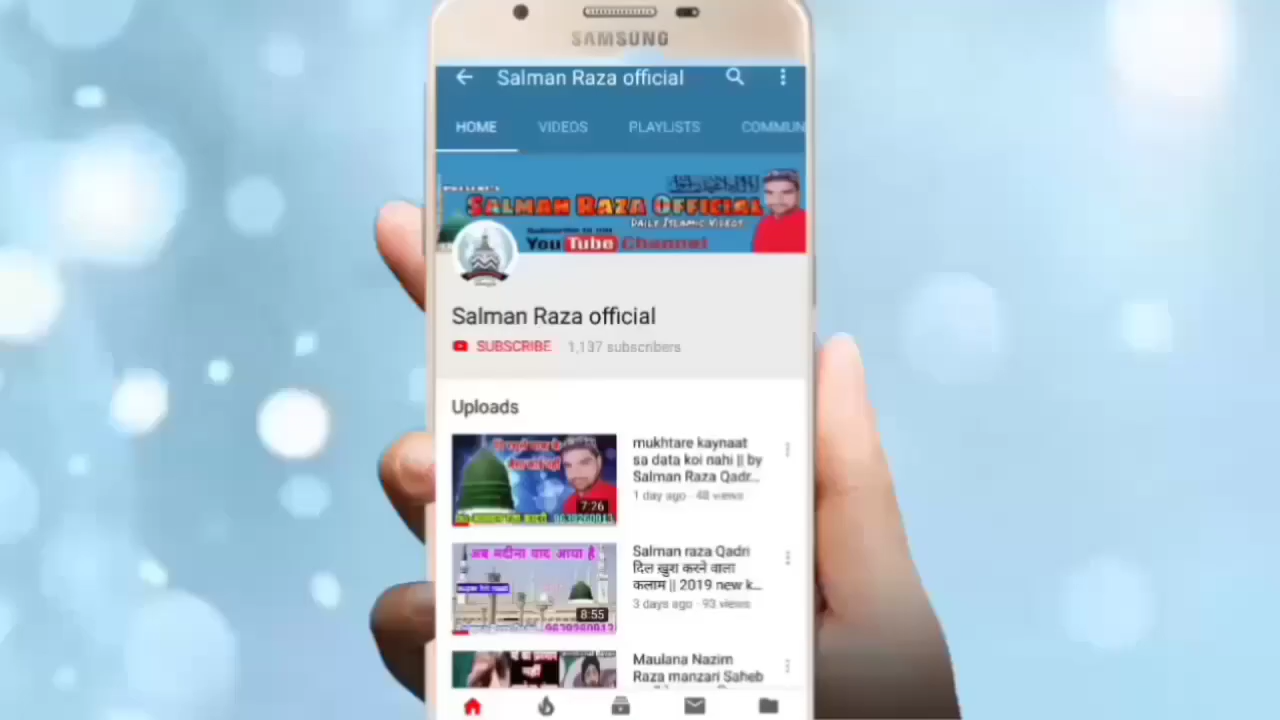 SAMSUNG
Salman Raza official
HOME VIDEOS PLAYLISTS COMMUN
SALMAN RAZA OFFICIAL
DAILY ISLAMIC VIDEOS
Subscribe to my
YouTube Channel
Salman Raza official
SUBSCRIBE 1,137 subscribers
Uploads
7:26
mukhtare kaynaat
sa data koi nahi || by
Salman Raza Qadr...
1 day ago · 48 views
अब मदीना याद आया है
8:55
Salman raza Qadri
दिल खुश करने वाला
कलाम || 2019 new k...
3 days ago · 93 views
Maulana Nazim
Raza manzari Saheb